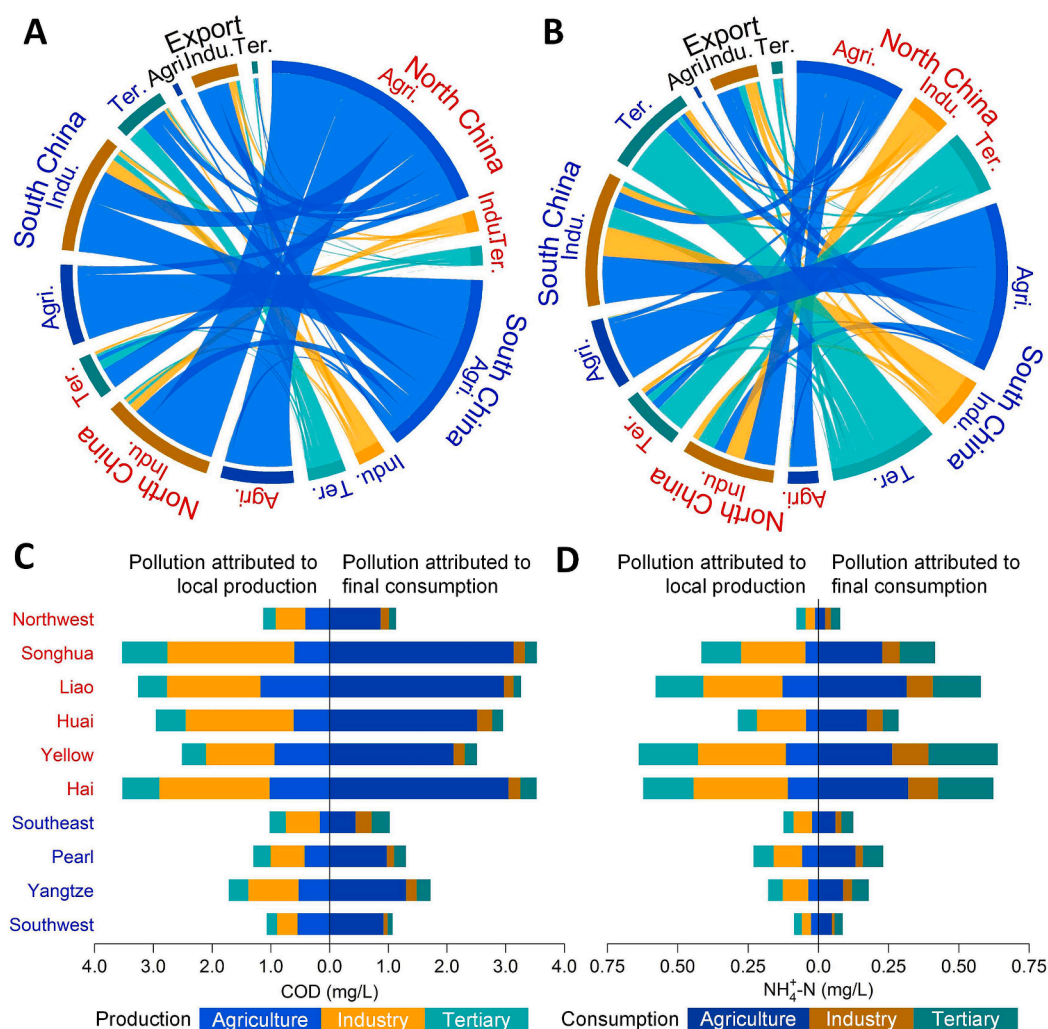 A
Export
Agri.
Indu.
Ter.
North China
Agri.
Indu.
Ter.
South China
Agri.
Indu.
Ter.
North China
Agri.
Indu.
Ter.
South China
Agri.
Indu.
Ter.
B
Export
Agri.
Indu.
Ter.
North China
Agri.
Indu.
Ter.
South China
Agri.
Indu.
Ter.
North China
Agri.
Indu.
Ter.
South China
Agri.
Indu.
Ter.
C
Pollution attributed to
local production
Pollution attributed to
final consumption
D
Pollution attributed to
local production
Pollution attributed to
final consumption
Northwest
Songhua
Liao
Huai
Yellow
Hai
Southeast
Pearl
Yangtze
Southwest
4.0 3.0 2.0 1.0 0.0 1.0 2.0 3.0 4.0
COD (mg/L)
0.75 0.50 0.25 0.0 0.25 0.50 0.75
NH₄⁺-N (mg/L)
Production Agriculture Industry Tertiary
Consumption Agriculture Industry Tertiary